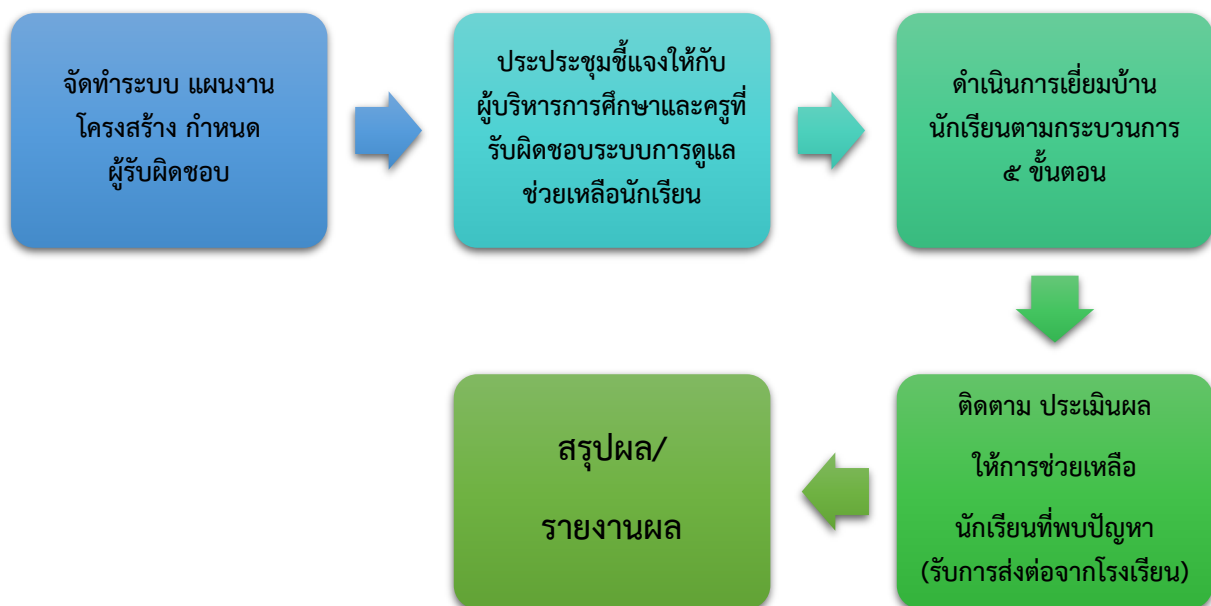 จัดทำระบบ แผนงาน
โครงสร้าง กำหนด
ผู้รับผิดชอบ
ประประชุมชี้แจงให้กับ
ผู้บริหารการศึกษาและครูที่
รับผิดชอบระบบการดูแล
ช่วยเหลือนักเรียน
ดำเนินการเยี่ยมบ้าน
นักเรียนตามกระบวนการ
๕ ขั้นตอน
ติดตาม ประเมินผล
ให้การช่วยเหลือ
นักเรียนที่พบปัญหา
(รับการส่งต่อจากโรงเรียน)
สรุปผล/
รายงานผล